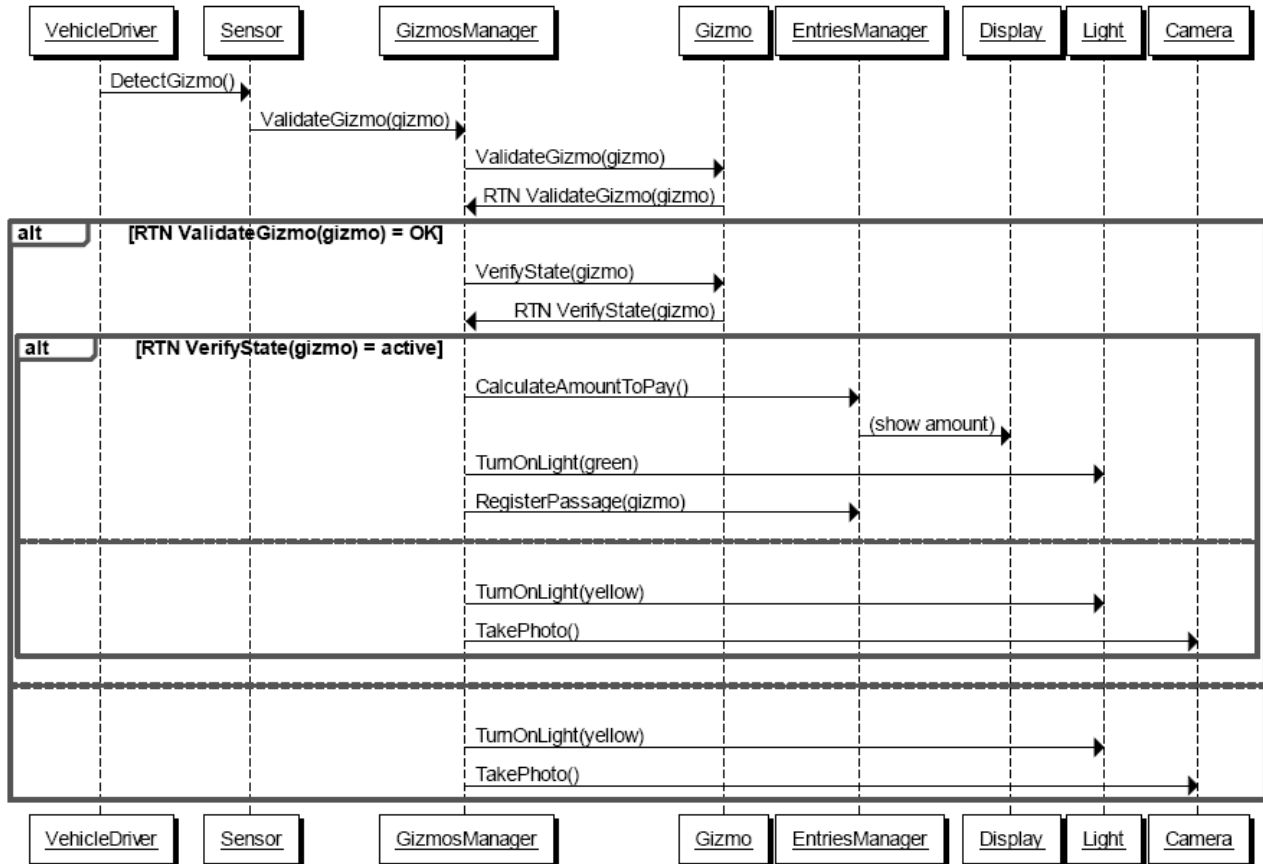 VehicleDriver Sensor GizmosManager Gizmo EntriesManager Display Light Camera
DetectGizmo()
ValidateGizmo(gizmo)
ValidateGizmo(gizmo)
RTN ValidateGizmo(gizmo)
alt [RTN ValidateGizmo(gizmo) = OK]
VerifyState(gizmo)
RTN VerifyState(gizmo)
alt [RTN VerifyState(gizmo) = active]
CalculateAmountToPay()
(show amount)
TurnOnLight(green)
RegisterPassage(gizmo)
TurnOnLight(yellow)
TakePhoto()
TurnOnLight(yellow)
TakePhoto()
VehicleDriver Sensor GizmosManager Gizmo EntriesManager Display Light Camera